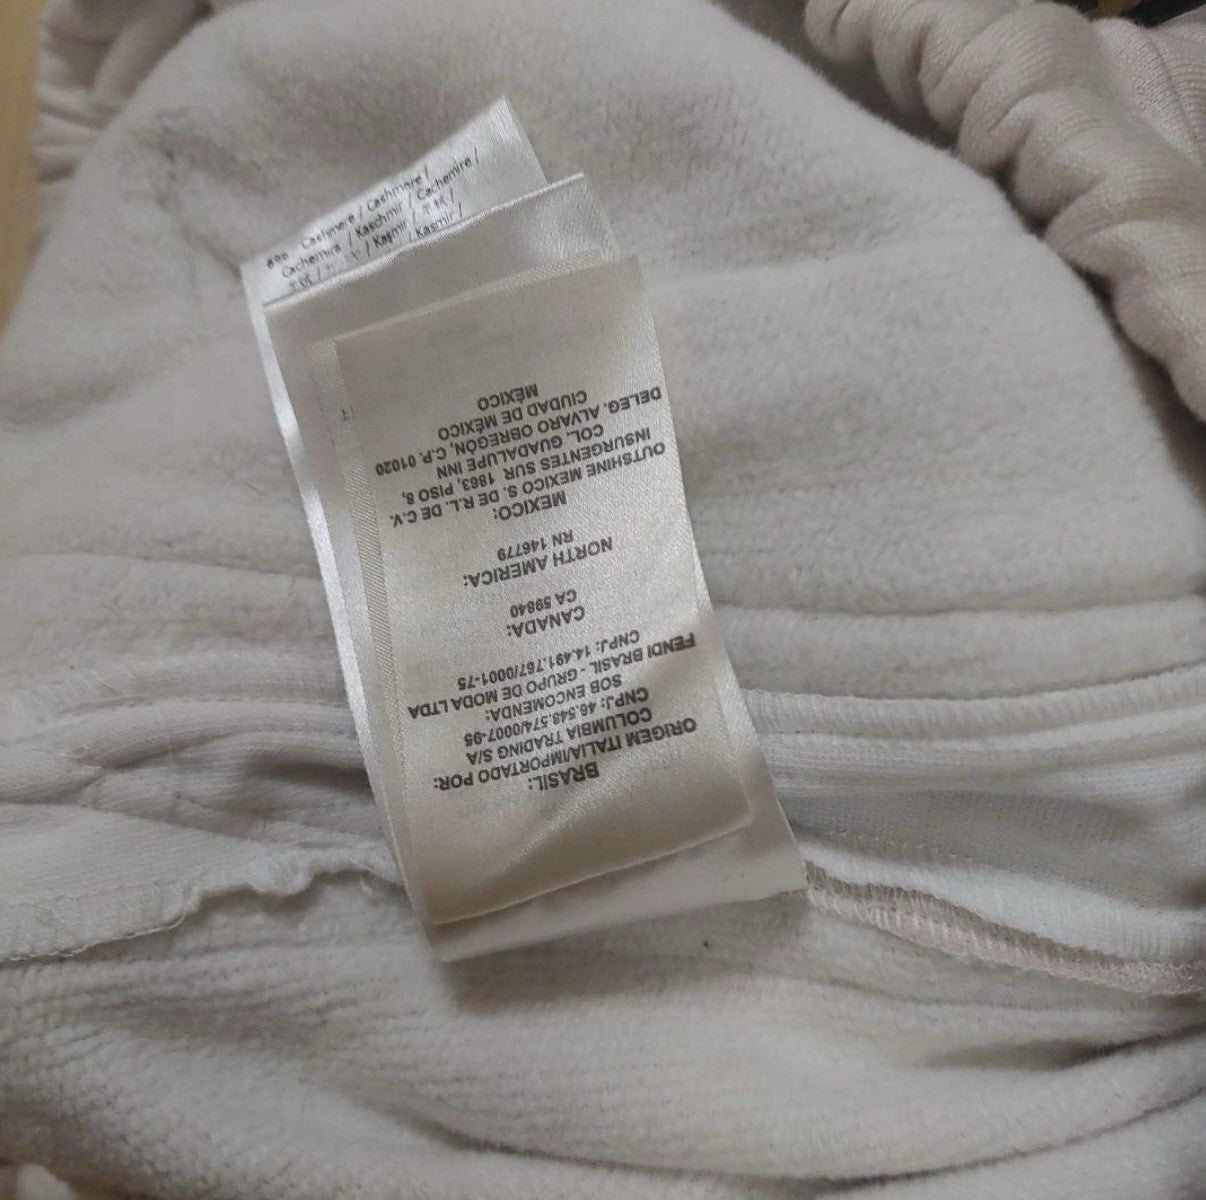 BRASIL:
ORIGEM ITALIA/IMPORTADO POR:
COLUMBIA TRADING S/A
CNPJ: 46.548.574/0007-95
SOB ENCOMENDA:
FENDI BRASIL - GRUPO DE MODA LTDA
CNPJ: 14.491.767/0001-75
CANADA:
CA 59840
NORTH AMERICA:
RN 146779
MEXICO:
OUTSHINE MEXICO S. DE R.L. DE C.V.
INSURGENTES SUR 1863, PISO 8,
COL. GUADALUPE INN
DELEG. ALVARO OBREGÓN, C.P. 01020
CIUDAD DE MÉXICO
MÉXICO
Cashmere / Cashmere /
Cachemira / Kaschmir / Cachemire /
/ Kaşmir /
/ Kasmir /